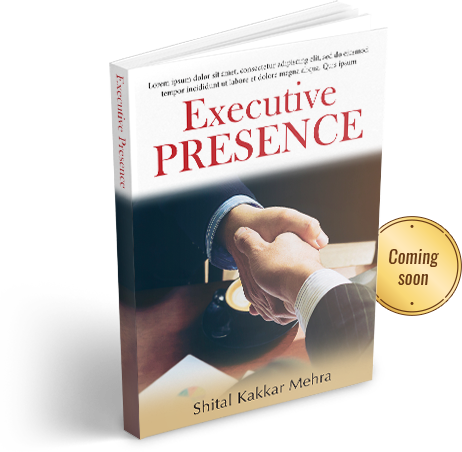 Lorem ipsum dolor sit amet, consectetur adipiscing elit, sed do eiusmod
tempor incididunt ut labore et dolore magna aliqua. Quis ipsum
Executive
PRESENCE
Executive Presence
Shital Kakkar Mehra
Coming
soon